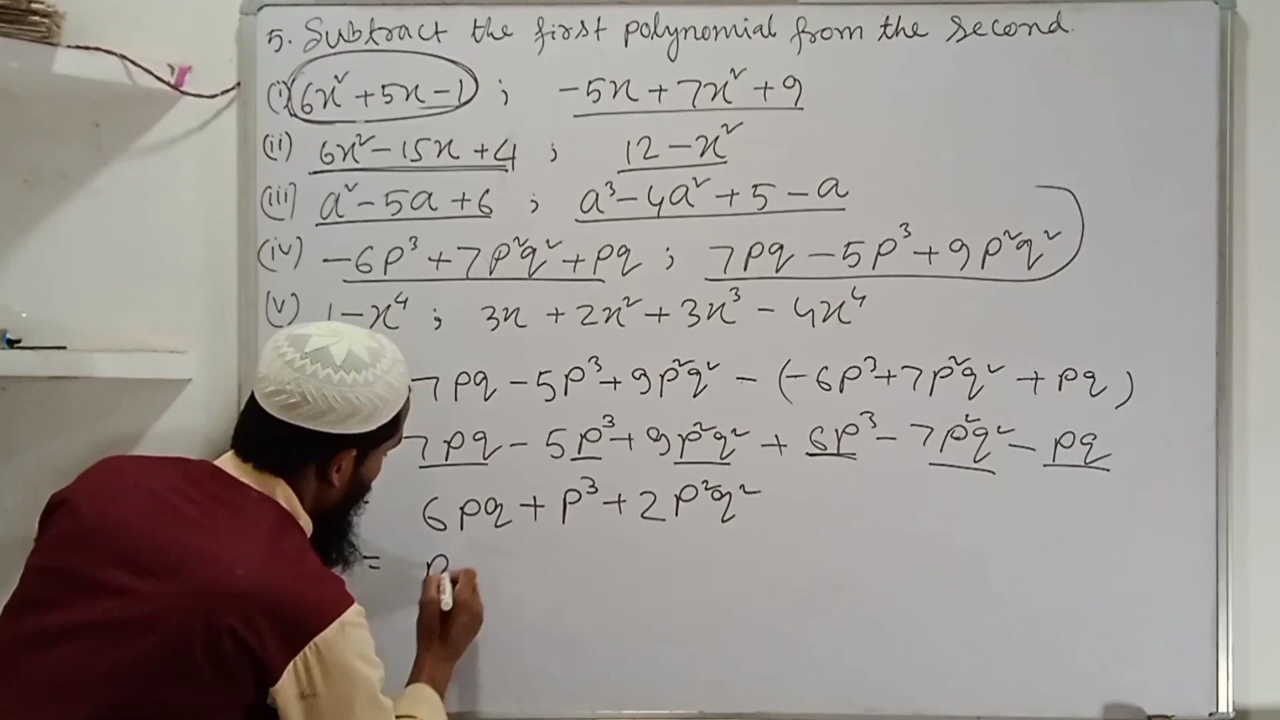 5. Subtract the first polynomial from the second.
(i) 6x² + 5x - 1 ; -5x + 7x² + 9
(ii) 6x² - 15x + 4 ; 12 - x²
(iii) a² - 5a + 6 ; a³ - 4a² + 5 - a
(iv) -6p³ + 7p²q² + pq ; 7pq - 5p³ + 9p²q²
(v) 1 - x⁴ ; 3x + 2x² + 3x³ - 4x⁴
7pq - 5p³ + 9p²q² - (-6p³ + 7p²q² + pq)
7pq - 5p³ + 9p²q² + 6p³ - 7p²q² - pq
6pq + p³ + 2p²q²
= p